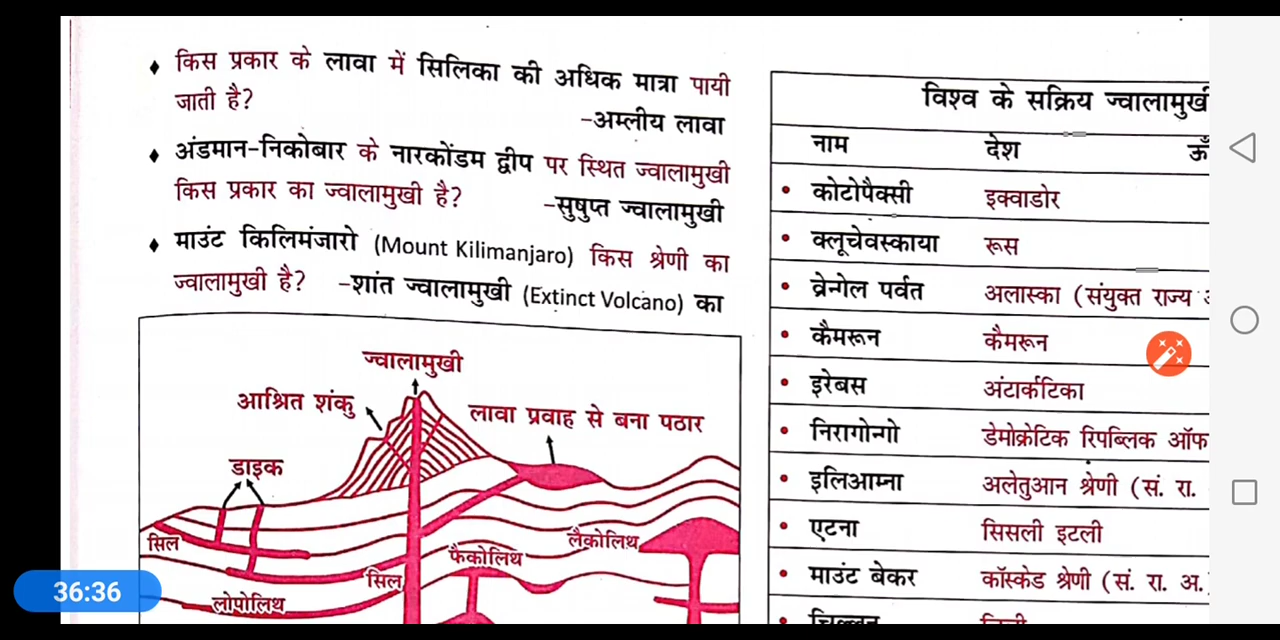 ♦ किस प्रकार के लावा में सिलिका की अधिक मात्रा पायी
जाती है?
-अम्लीय लावा
♦ अंडमान-निकोबार के नारकोंडम द्वीप पर स्थित ज्वालामुखी
किस प्रकार का ज्वालामुखी है? -सुषुप्त ज्वालामुखी
♦ माउंट किलिमंजारो (Mount Kilimanjaro) किस श्रेणी का
ज्वालामुखी है? -शांत ज्वालामुखी (Extinct Volcano) का
ज्वालामुखी
आश्रित शंकु
लावा प्रवाह से बना पठार
डाइक
सिल
सिल
फैकोलिथ
लैकोलिथ
लोपोलिथ
विश्व के सक्रिय ज्वालामुखी
नाम देश ऊँ
• कोटोपैक्सी इक्वाडोर
• क्लूचेवस्काया रूस
• व्रेन्गेल पर्वत अलास्का (संयुक्त राज्य
• कैमरून कैमरून
• इरेबस अंटार्कटिका
• निरागोन्गो डेमोक्रेटिक रिपब्लिक ऑफ
• इलिआम्ना अलेतुआन श्रेणी (सं. रा.
• एटना सिसली इटली
• माउंट बेकर कॉस्केड श्रेणी (सं. रा. अ.
36:36